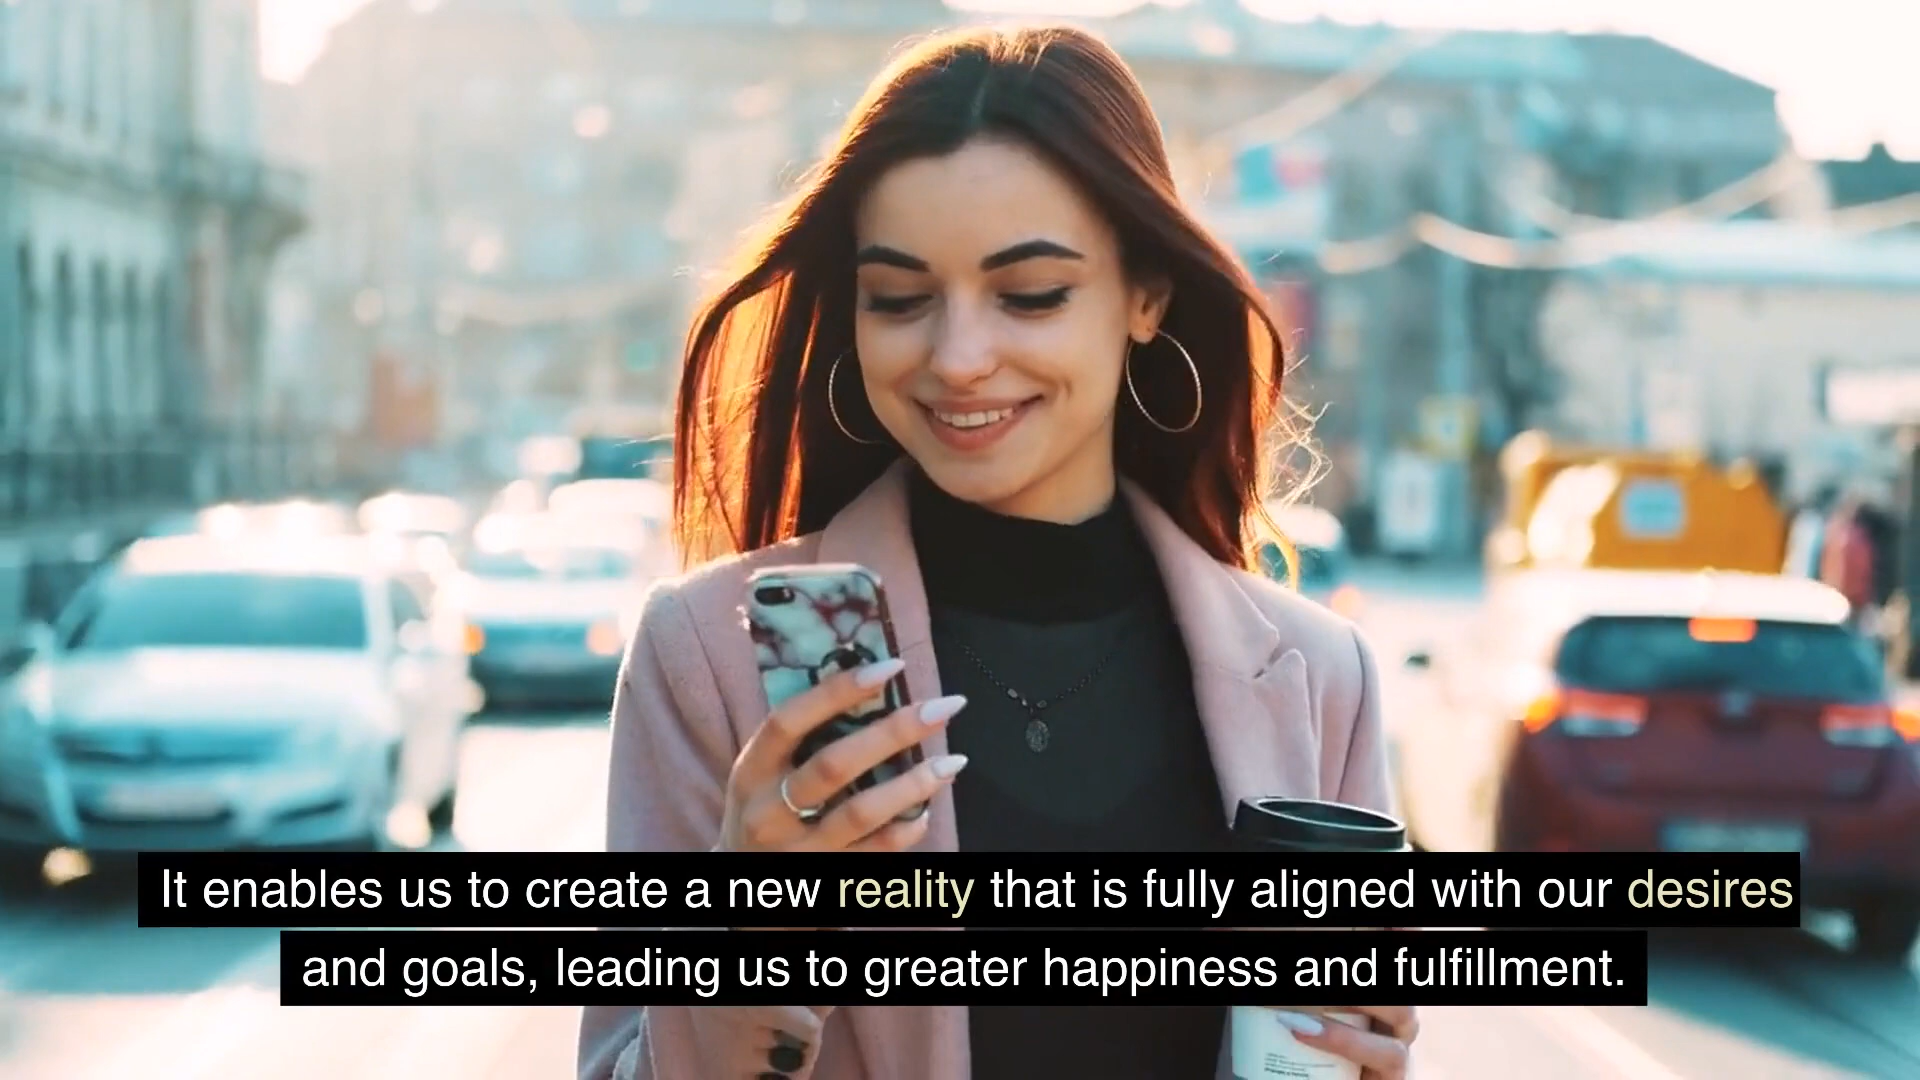 It enables us to create a new reality that is fully aligned with our desires
and goals, leading us to greater happiness and fulfillment.